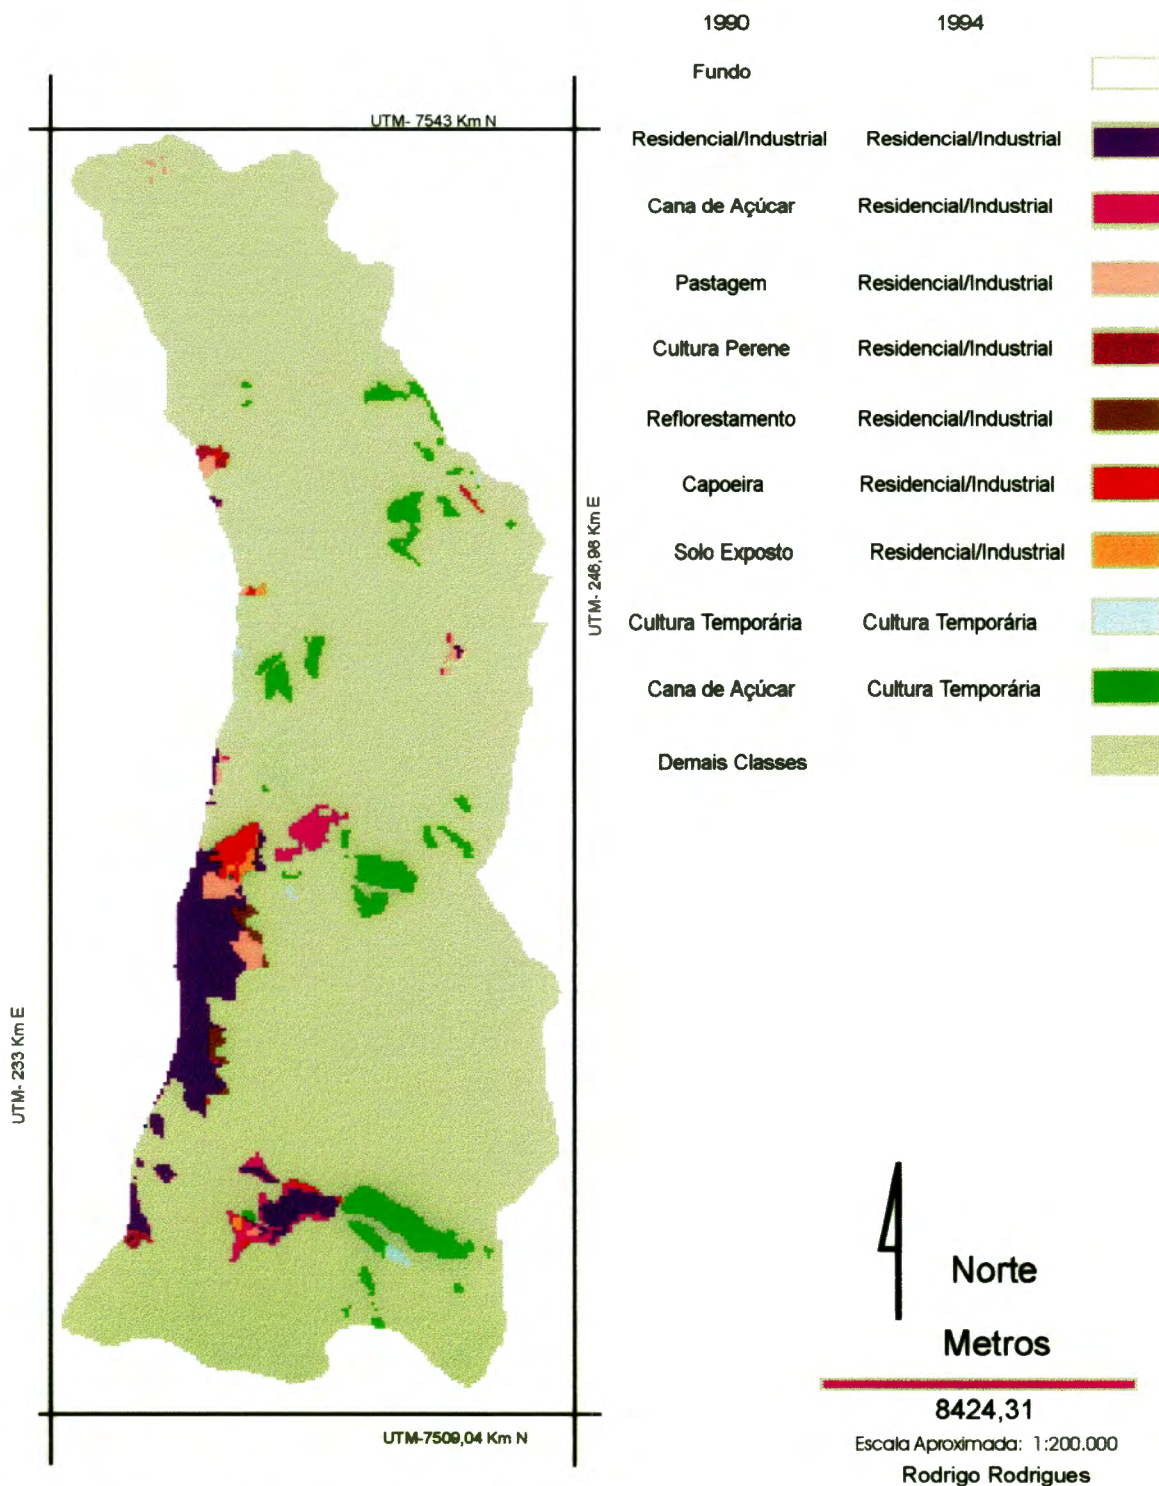 1990 1994
Fundo
UTM- 7543 Km N
Residencial/Industrial Residencial/Industrial
Cana de Açúcar Residencial/Industrial
Pastagem Residencial/Industrial
Cultura Perene Residencial/Industrial
Reflorestamento Residencial/Industrial
Capoeira Residencial/Industrial
Solo Exposto Residencial/Industrial
UTM- 246,96 Km E
Cultura Temporária Cultura Temporária
Cana de Açúcar Cultura Temporária
Demais Classes
UTM- 233 Km E
Norte
Metros
8424,31
UTM-7509,04 Km N
Escala Aproximada: 1:200.000
Rodrigo Rodrigues